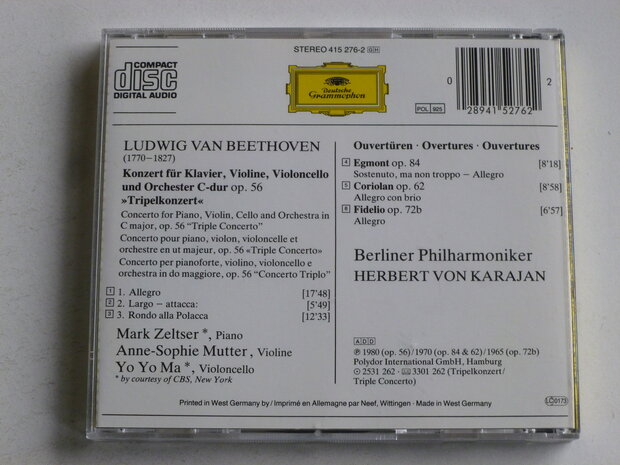 STEREO 415 276-2 GH
COMPACT
disc
DIGITAL AUDIO
Deutsche
Grammophon
POL 925
0
28941 52762
2
LUDWIG VAN BEETHOVEN
(1770–1827)
Konzert für Klavier, Violine, Violoncello
und Orchester C-dur op. 56
»Tripelkonzert«
Concerto for Piano, Violin, Cello and Orchestra in
C major, op. 56 “Triple Concerto”
Concerto pour piano, violon, violoncelle et
orchestre en ut majeur, op. 56 «Triple Concerto»
Concerto per pianoforte, violino, violoncello e
orchestra in do maggiore, op. 56 “Concerto Triplo”
1 1. Allegro [17'48]
2 2. Largo – attacca: [5'49]
3 3. Rondo alla Polacca [12'33]
Mark Zeltser *, Piano
Anne-Sophie Mutter, Violine
Yo Yo Ma *, Violoncello
* by courtesy of CBS, New York
Ouvertüren · Overtures · Ouvertures
4 Egmont op. 84 [8'18]
Sostenuto, ma non troppo – Allegro
5 Coriolan op. 62 [8'58]
Allegro con brio
6 Fidelio op. 72b [6'57]
Allegro
Berliner Philharmoniker
HERBERT VON KARAJAN
A D D
℗ 1980 (op. 56)/1970 (op. 84 & 62)/1965 (op. 72b)
Polydor International GmbH, Hamburg
2531 262 · 3301 262 (Tripelkonzert/
Triple Concerto)
Printed in West Germany by/Imprimé en Allemagne par Neef, Wittingen · Made in West Germany
LC 0173